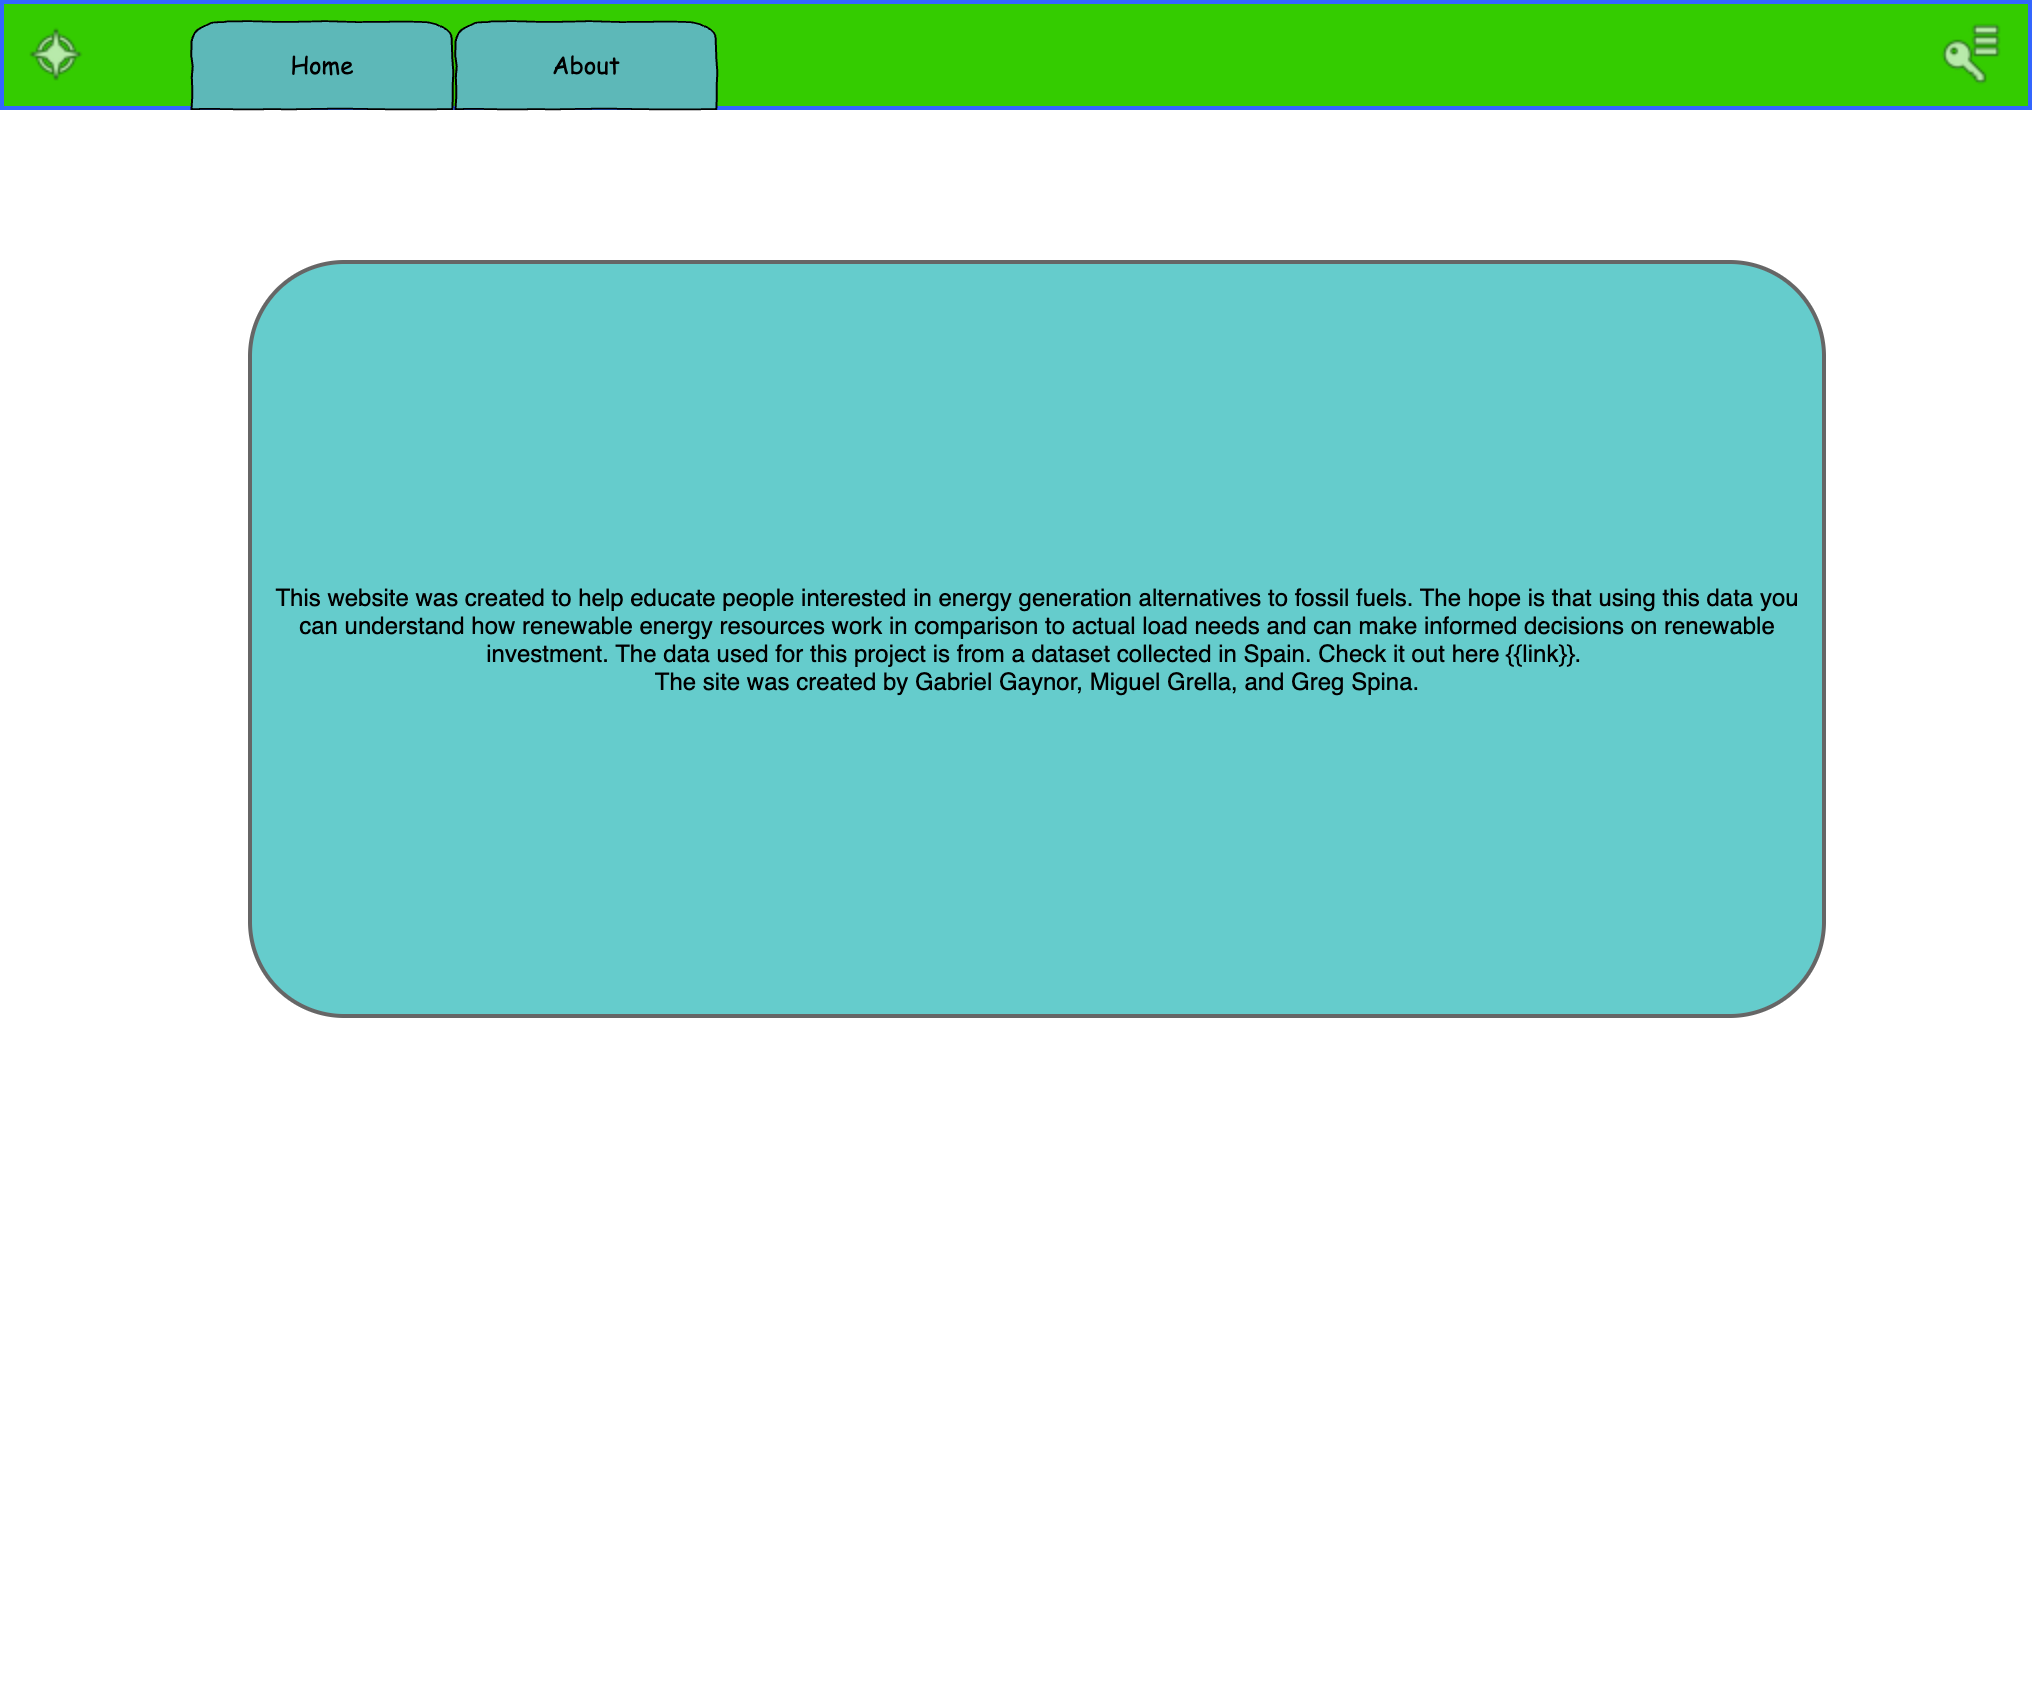 Home
About
This website was created to help educate people interested in energy generation alternatives to fossil fuels. The hope is that using this data you
can understand how renewable energy resources work in comparison to actual load needs and can make informed decisions on renewable
investment. The data used for this project is from a dataset collected in Spain. Check it out here {{link}}.
The site was created by Gabriel Gaynor, Miguel Grella, and Greg Spina.